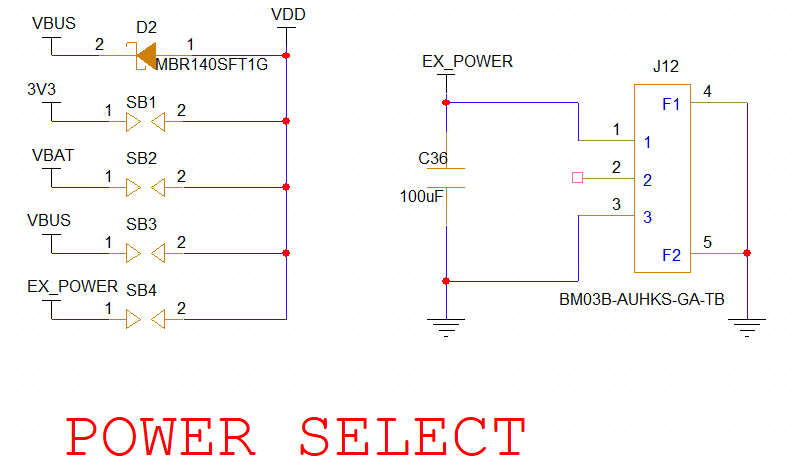 VBUS
D2
VDD
2
1
MBR140SFT1G
3V3
SB1
1
2
VBAT
SB2
1
2
VBUS
SB3
1
2
EX_POWER
SB4
1
2
EX_POWER
C36
100uF
J12
F1
4
1
1
2
2
3
3
F2
5
BM03B-AUHKS-GA-TB
POWER SELECT